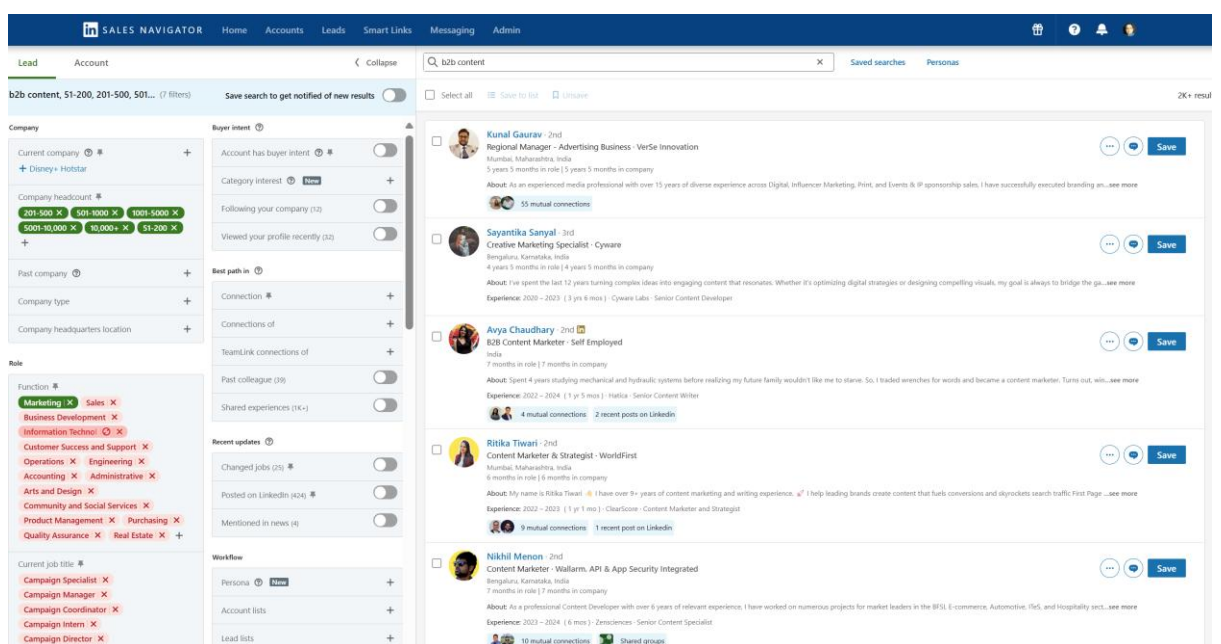 in SALES NAVIGATOR Home Accounts Leads Smart Links Messaging Admin
Lead Account Collapse
b2b content, 51-200, 201-500, 501... (7 filters) Save search to get notified of new results
Company
Current company
+ Disney+ Hotstar
Company headcount
201-500 X 501-1000 X 1001-5000 X
5001-10,000 X 10,000+ X 51-200 X
+
Past company +
Company type +
Company headquarters location +
Role
Function
Marketing X Sales X
Business Development X
Information Technol X
Customer Success and Support X
Operations X Engineering X
Accounting X Administrative X
Arts and Design X
Community and Social Services X
Product Management X Purchasing X
Quality Assurance X Real Estate X +
Current job title
Campaign Specialist X
Campaign Manager X
Campaign Coordinator X
Campaign Intern X
Campaign Director X
Buyer intent
Account has buyer intent
Category interest New +
Following your company (12)
Viewed your profile recently (32)
Best path in
Connection +
Connections of +
TeamLink connections of +
Past colleague (39)
Shared experiences (1K+)
Recent updates
Changed jobs (25)
Posted on LinkedIn (424)
Mentioned in news (4)
Workflow
Persona New +
Account lists +
Lead lists +
b2b content X Saved searches Personas
Select all Save to list Unsave 2K+ resul
Kunal Gaurav · 2nd
Regional Manager - Advertising Business · VerSe Innovation
Mumbai, Maharashtra, India
5 years 5 months in role | 5 years 5 months in company
About: As an experienced media professional with over 15 years of diverse experience across Digital, Influencer Marketing, Print, and Events & IP sponsorship sales, I have successfully executed branding an...see more
55 mutual connections
Save
Sayantika Sanyal · 3rd
Creative Marketing Specialist · Cyware
Bengaluru, Karnataka, India
4 years 5 months in role | 4 years 5 months in company
About: I've spent the last 12 years turning complex ideas into engaging content that resonates. Whether it's optimizing digital strategies or designing compelling visuals, my goal is always to bridge the ga...see more
Experience: 2020 – 2023 ( 3 yrs 6 mos ) · Cyware Labs · Senior Content Developer
Save
Avya Chaudhary · 2nd
B2B Content Marketer · Self Employed
India
7 months in role | 7 months in company
About: Spent 4 years studying mechanical and hydraulic systems before realizing my future family wouldn't like me to starve. So, I traded wrenches for words and became a content marketer. Turns out, win...see more
Experience: 2022 – 2024 ( 1 yr 5 mos ) · Hatica · Senior Content Writer
4 mutual connections 2 recent posts on Linkedin
Save
Ritika Tiwari · 2nd
Content Marketer & Strategist · WorldFirst
Mumbai, Maharashtra, India
6 months in role | 6 months in company
About: My name is Ritika Tiwari 👋 I have over 9+ years of content marketing and writing experience. 🚀 I help leading brands create content that fuels conversions and skyrockets search traffic First Page ...see more
Experience: 2022 – 2023 ( 1 yr 1 mo ) · ClearScore · Content Marketer and Strategist
9 mutual connections 1 recent post on Linkedin
Save
Nikhil Menon · 2nd
Content Marketer · Wallarm. API & App Security Integrated
Bengaluru, Karnataka, India
7 months in role | 7 months in company
About: As a professional Content Developer with over 6 years of relevant experience, I have worked on numerous projects for market leaders in the BFSI, E-commerce, Automotive, ITeS, and Hospitality sect...see more
Experience: 2023 – 2024 ( 6 mos ) · Zensciences · Senior Content Specialist
10 mutual connections Shared groups
Save